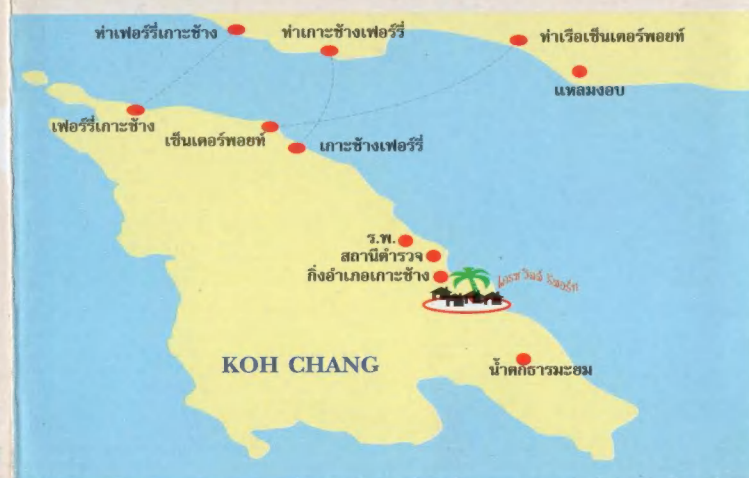 ท่าเฟอร์รี่เกาะช้าง
ท่าเกาะช้างเฟอร์รี่
ท่าเรือเซ็นเตอร์พอยท์
แหลมงอบ
เฟอร์รี่เกาะช้าง
เซ็นเตอร์พอยท์
เกาะช้างเฟอร์รี่
ร.พ.
สถานีตำรวจ
กิ่งอำเภอเกาะช้าง
รีสอร์ท
KOH CHANG
น้ำตกธารมะยม